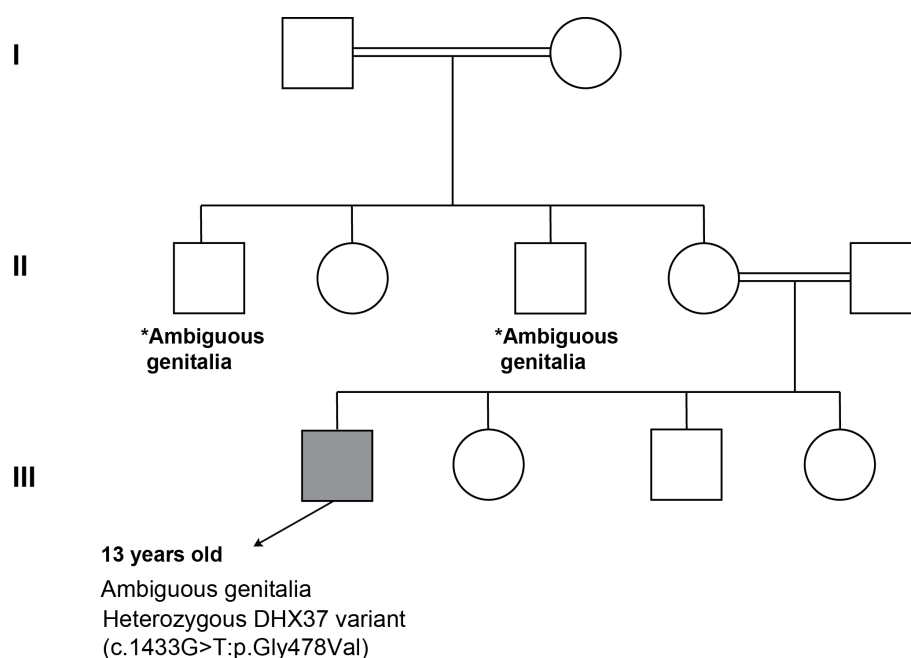 I
II
*Ambiguous
genitalia
*Ambiguous
genitalia
III
13 years old
Ambiguous genitalia
Heterozygous DHX37 variant
(c.1433G>T:p.Gly478Val)